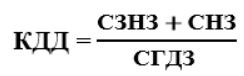 КДД = СЗНЗ + СНЗ / СГДЗ